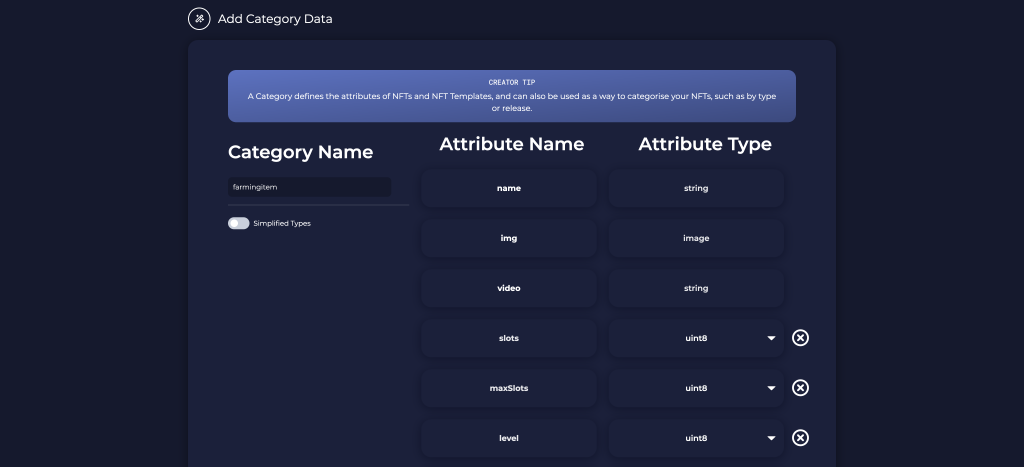 Add Category Data
CREATOR TIP
A Category defines the attributes of NFTs and NFT Templates, and can also be used as a way to categorise your NFTs, such as by type
or release.
Category Name
Attribute Name
Attribute Type
farmingitem
Simplified Types
name
string
img
image
video
string
slots
uint8
maxSlots
uint8
level
uint8